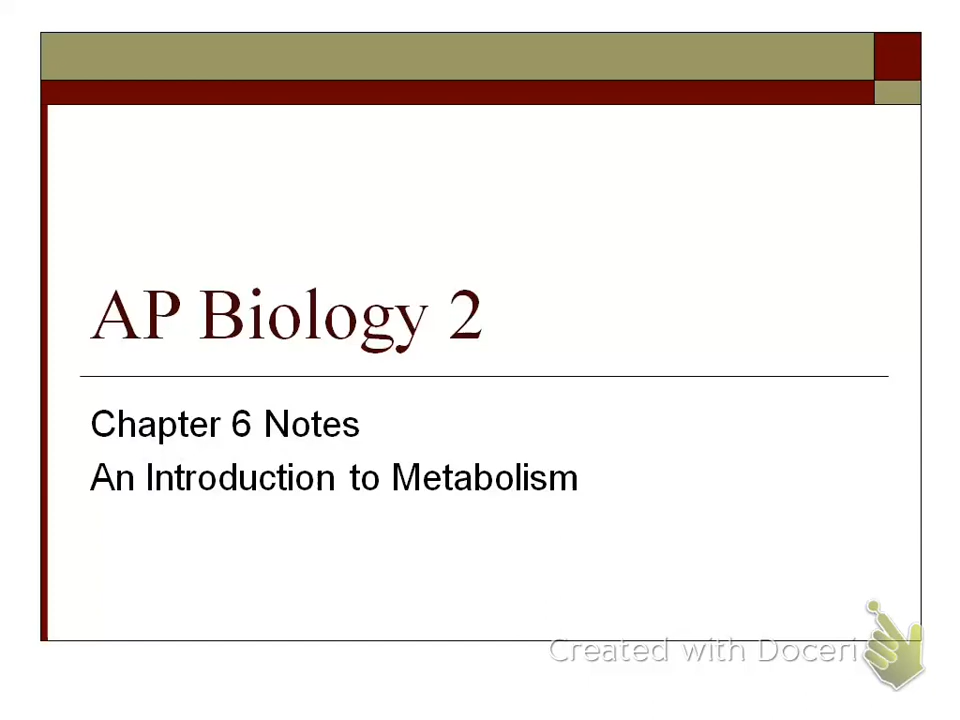 AP Biology 2
Chapter 6 Notes
An Introduction to Metabolism
Created with Doceri